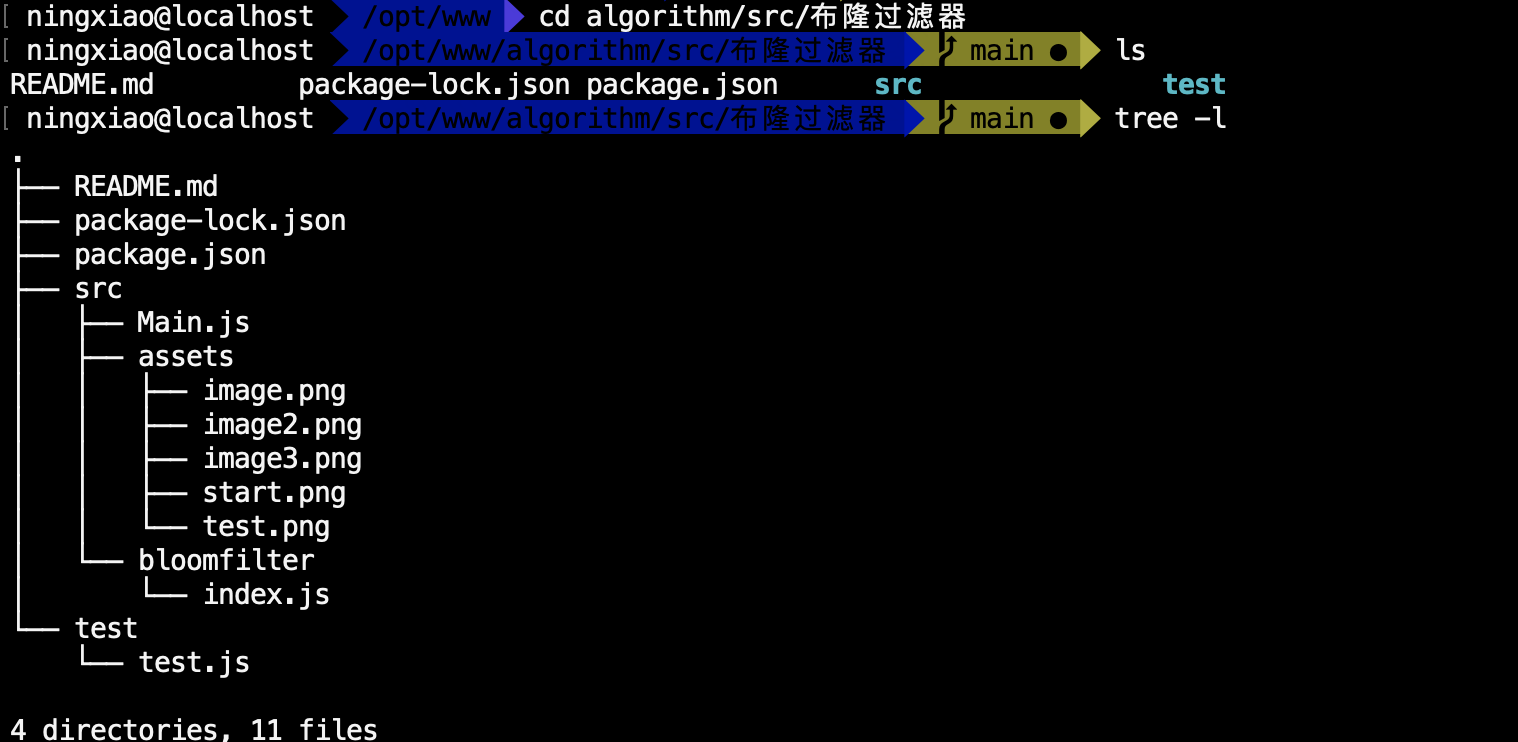 [ ningxiao@localhost  /opt/www  cd algorithm/src/布隆过滤器
[ ningxiao@localhost  /opt/www/algorithm/src/布隆过滤器  main ● ls
README.md         package-lock.json package.json      src               test
[ ningxiao@localhost  /opt/www/algorithm/src/布隆过滤器  main ● tree -l
.
├── README.md
├── package-lock.json
├── package.json
├── src
│   ├── Main.js
│   ├── assets
│   │   ├── image.png
│   │   ├── image2.png
│   │   ├── image3.png
│   │   ├── start.png
│   │   └── test.png
│   └── bloomfilter
│       └── index.js
└── test
    └── test.js
4 directories, 11 files